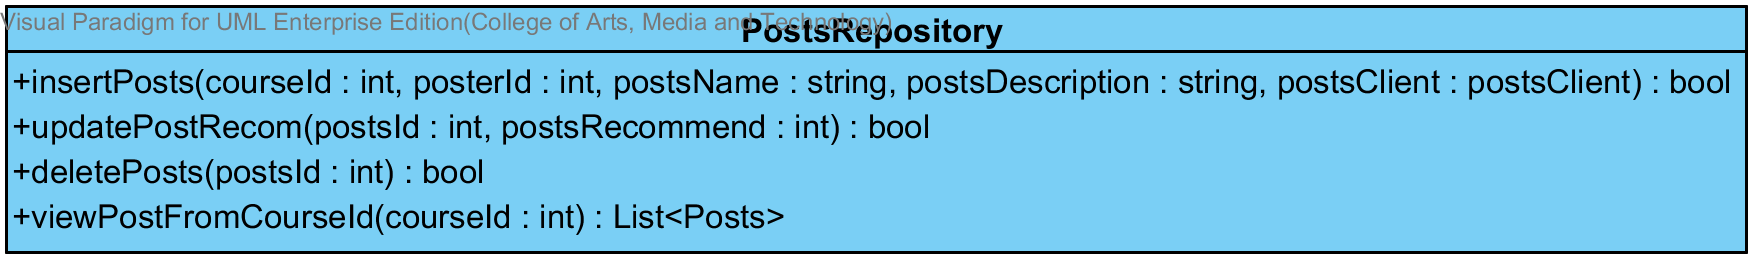 Visual Paradigm for UML Enterprise Edition(College of Arts, Media and Technology)
PostsRepository
+insertPosts(courseId : int, posterId : int, postsName : string, postsDescription : string, postsClient : postsClient) : bool
+updatePostRecom(postsId : int, postsRecommend : int) : bool
+deletePosts(postsId : int) : bool
+viewPostFromCourseId(courseId : int) : List<Posts>